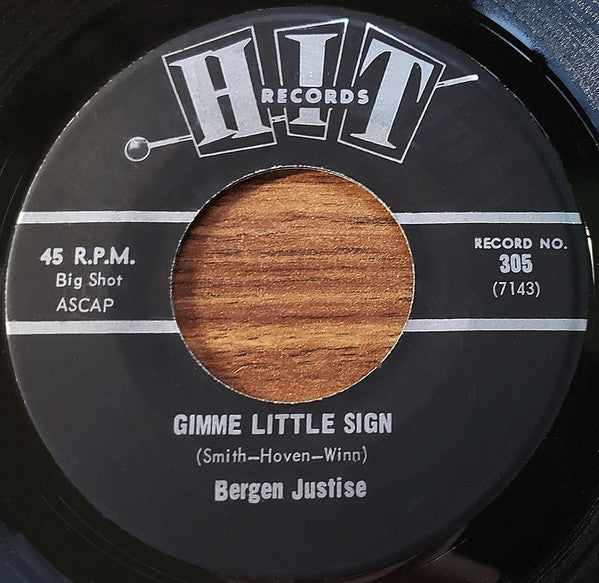 HIT
RECORDS
45 R.P.M.
Big Shot
ASCAP
RECORD NO.
305
(7143)
GIMME LITTLE SIGN
(Smith—Hoven—Winn)
Bergen Justise